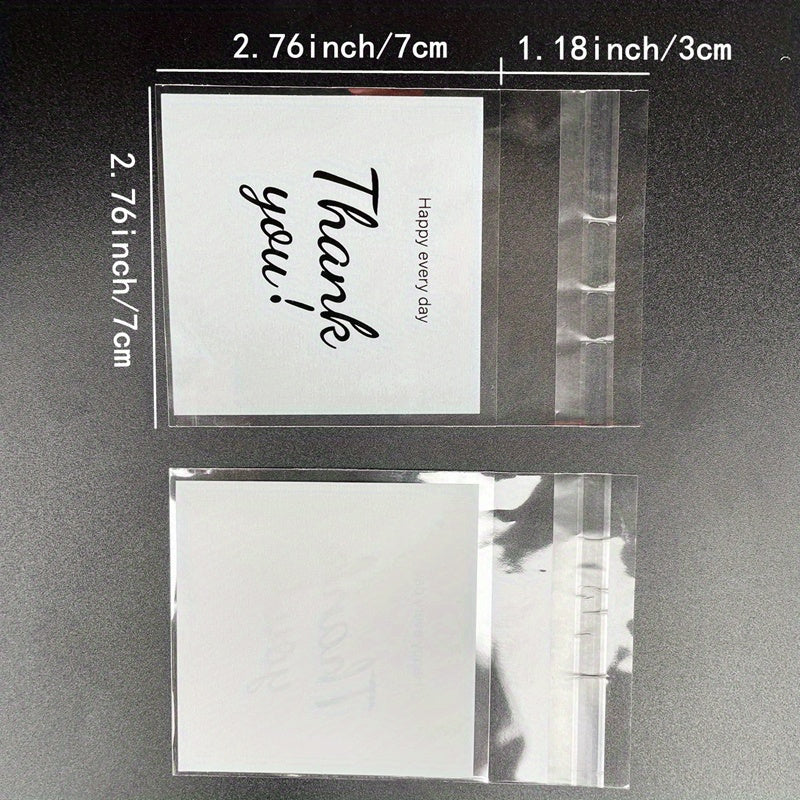 2.76inch/7cm
1.18inch/3cm
2.76inch/7cm
Happy every day
Thank
you!